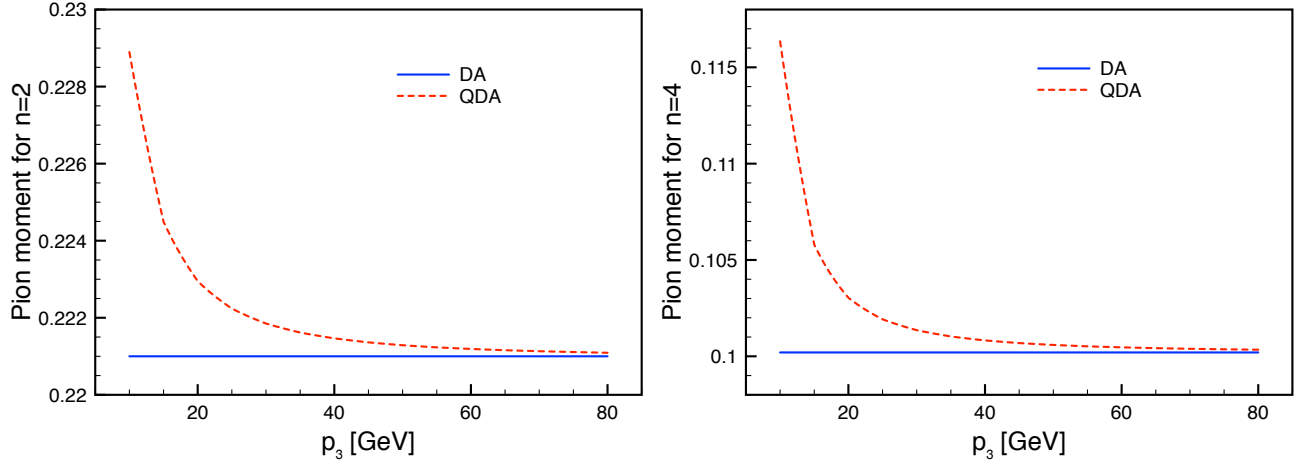 Pion moment for n=2
0.23
0.228
0.226
0.224
0.222
0.22
DA
QDA
20
40
60
80
p3 [GeV]
Pion moment for n=4
0.115
0.11
0.105
0.1
DA
QDA
20
40
60
80
p3 [GeV]